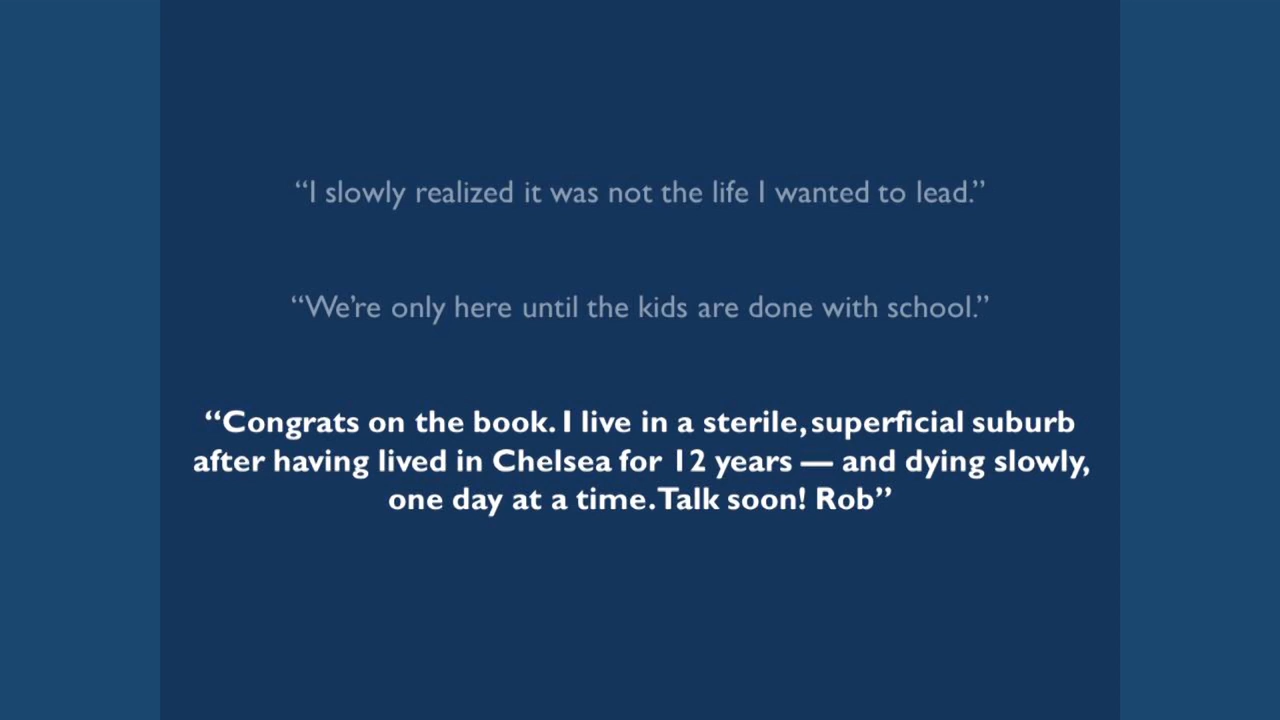 “I slowly realized it was not the life I wanted to lead.”
“We’re only here until the kids are done with school.”
“Congrats on the book. I live in a sterile, superficial suburb
after having lived in Chelsea for 12 years — and dying slowly,
one day at a time. Talk soon! Rob”